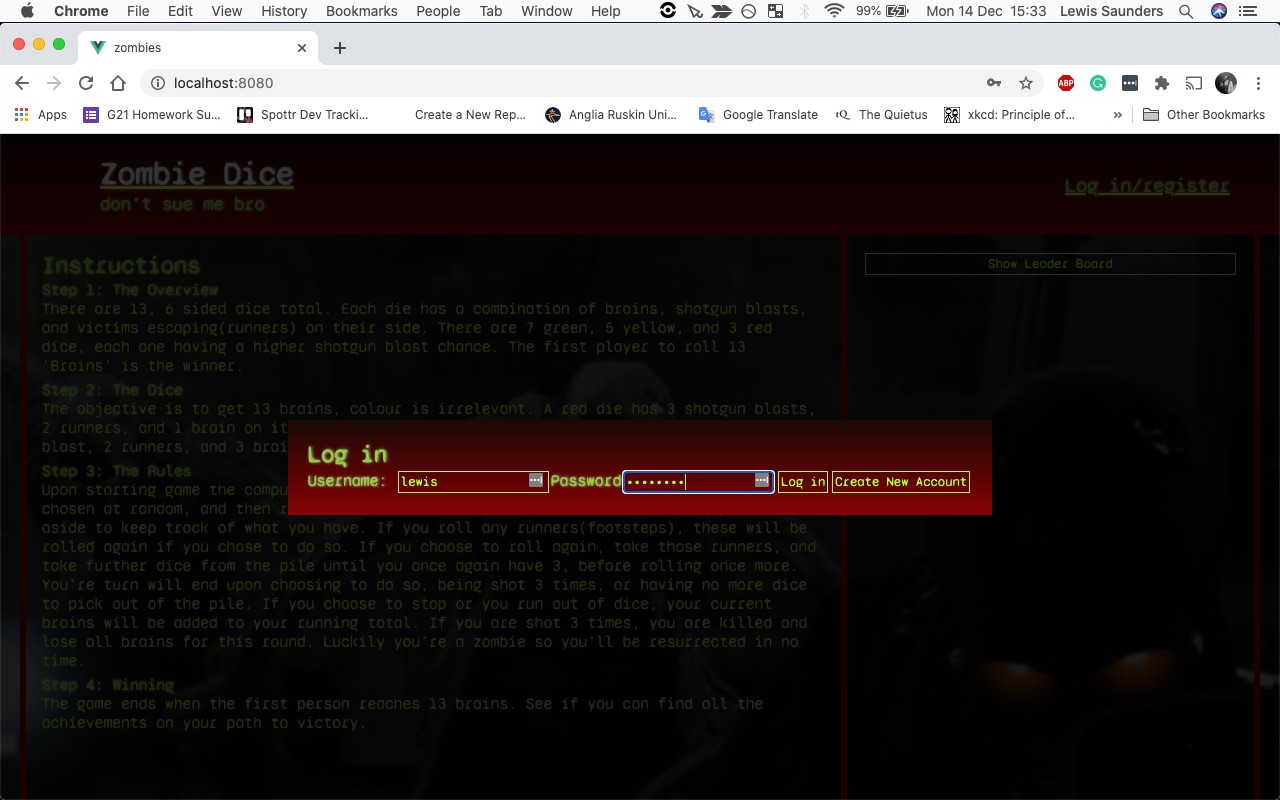 Chrome File Edit View History Bookmarks People Tab Window Help 99% Mon 14 Dec 15:33 Lewis Saunders
zombies
localhost:8080
ABP
Apps G21 Homework Su... Spottr Dev Tracki... Create a New Rep... Anglia Ruskin Uni... Google Translate tQ The Quietus xkcd: Principle of... » Other Bookmarks
Zombie Dice
don't sue me bro
Log in/register
Instructions
Step 1: The Overview
There are 13, 6 sided dice total. Each die has a combination of brains, shotgun blasts,
and victims escaping(runners) on their side. There are 7 green, 5 yellow, and 3 red
dice, each one having a higher shotgun blast chance. The first player to roll 13
'Brains' is the winner.
Step 2: The Dice
The objective is to get 13 brains, colour is irrelevant. A red die has 3 shotgun blasts,
2 runners, and 1 brain on it
blast, 2 runners, and 3 brai
Step 3: The Rules
Upon starting game the compu
chosen at random, and then r
aside to keep track of what you have. If you roll any runners(footsteps), these will be
rolled again if you chose to do so. If you choose to roll again, take those runners, and
take further dice from the pile until you once again have 3, before rolling once more.
You're turn will end upon choosing to do so, being shot 3 times, or having no more dice
to pick out of the pile. If you choose to stop or you run out of dice, your current
brains will be added to your running total. If you are shot 3 times, you are killed and
lose all brains for this round. Luckily you're a zombie so you'll be resurrected in no
time.
Step 4: Winning
The game ends when the first person reaches 13 brains. See if you can find all the
achievements on your path to victory.
Show Leader Board
Log in
Username: lewis Password •••••••• Log in Create New Account